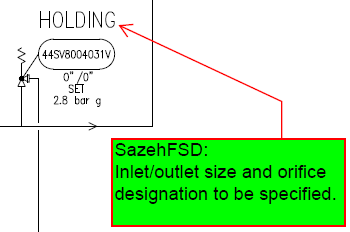 HOLDING
44SV8004031V
0"/0"
SET
2.8 bar g
SazehFSD:
Inlet/outlet size and orifice
designation to be specified.